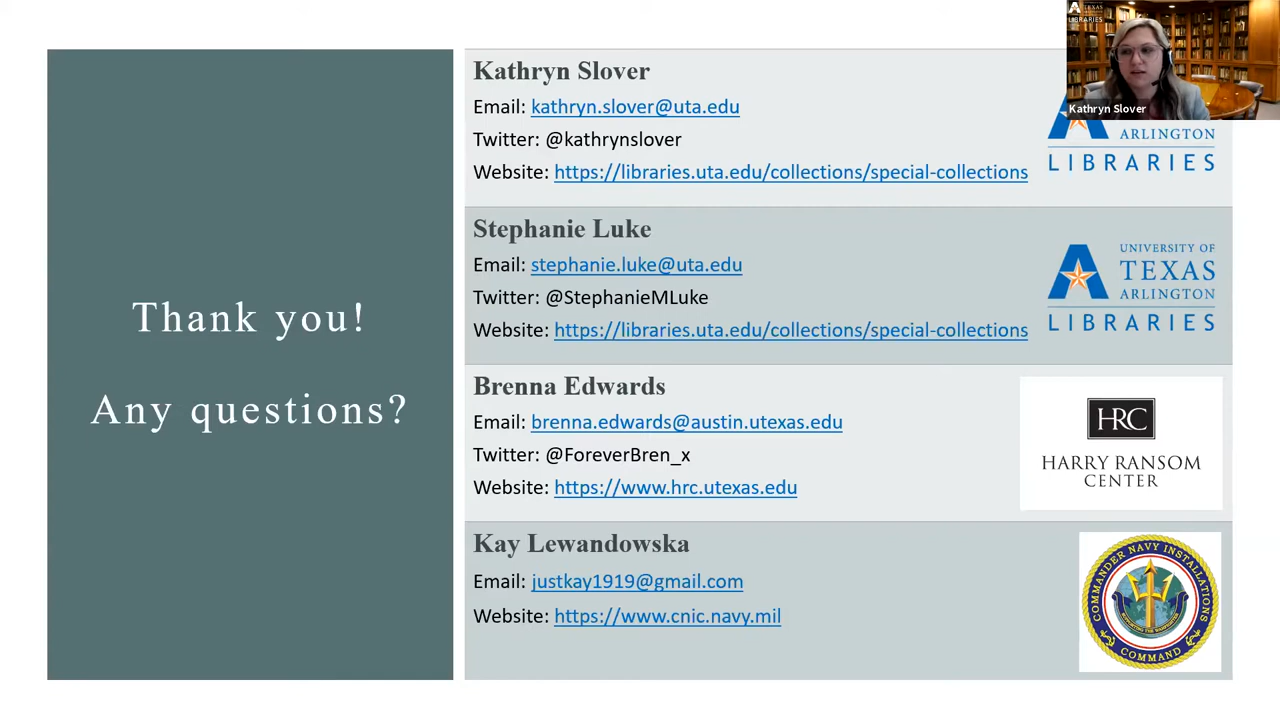 Thank you!
Any questions?
Kathryn Slover
Email: kathryn.slover@uta.edu
Twitter: @kathrynslover
Website: https://libraries.uta.edu/collections/special-collections
TEXAS
LIBRARIES
Kathryn Slover
ARLINGTON
LIBRARIES
Stephanie Luke
Email: stephanie.luke@uta.edu
Twitter: @StephanieMLuke
Website: https://libraries.uta.edu/collections/special-collections
UNIVERSITY OF
TEXAS
ARLINGTON
LIBRARIES
Brenna Edwards
Email: brenna.edwards@austin.utexas.edu
Twitter: @ForeverBren_x
Website: https://www.hrc.utexas.edu
HRC
HARRY RANSOM
CENTER
Kay Lewandowska
Email: justkay1919@gmail.com
Website: https://www.cnic.navy.mil
COMMANDER NAVY INSTALLATIONS
COMMAND